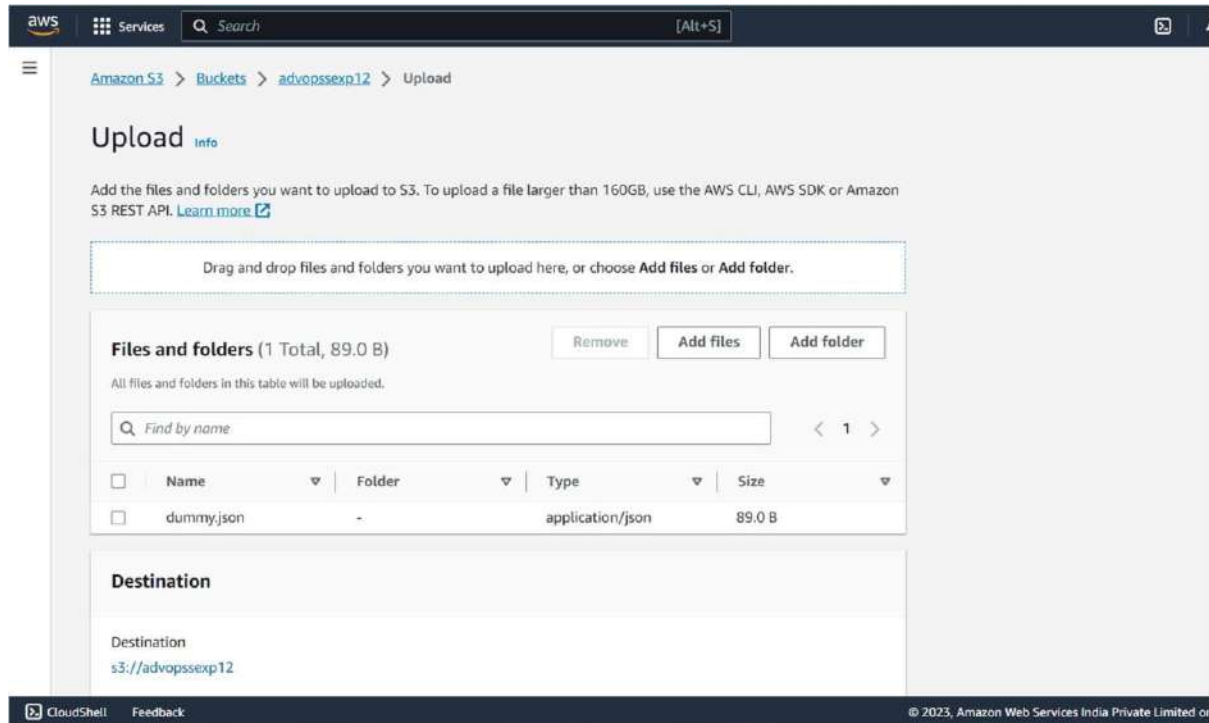 aws Services Search [Alt+S]
Amazon S3 > Buckets > advopssexp12 > Upload
Upload Info
Add the files and folders you want to upload to S3. To upload a file larger than 160GB, use the AWS CLI, AWS SDK or Amazon
S3 REST API. Learn more
Drag and drop files and folders you want to upload here, or choose Add files or Add folder.
Files and folders (1 Total, 89.0 B) Remove Add files Add folder
All files and folders in this table will be uploaded.
Find by name < 1 >
Name Folder Type Size
dummy.json - application/json 89.0 B
Destination
Destination
s3://advopssexp12
CloudShell Feedback © 2023, Amazon Web Services India Private Limited or